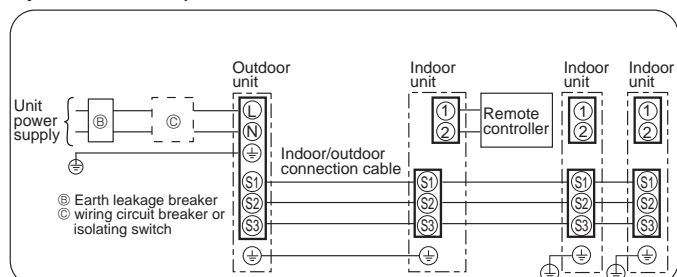 Outdoor unit
Indoor unit
Indoor unit
Indoor unit
Unit power supply
Ⓑ
Ⓒ
L
N
S1
S2
S3
1
2
Remote controller
Indoor/outdoor connection cable
S1
S2
S3
1
2
S1
S2
S3
1
2
S1
S2
S3
Ⓑ Earth leakage breaker
Ⓒ wiring circuit breaker or
isolating switch